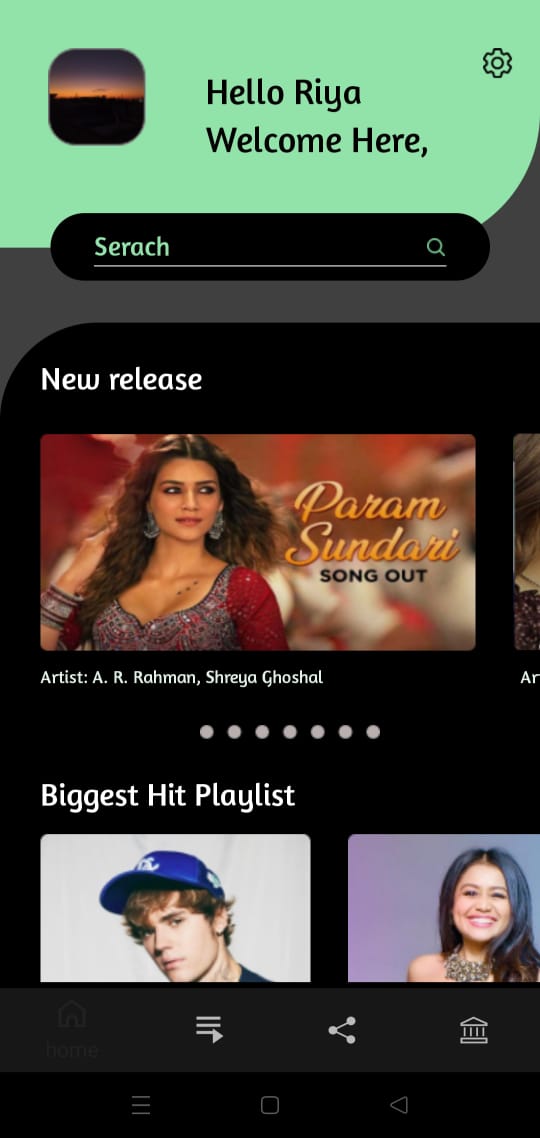 Hello Riya
Welcome Here,
Serach
New release
Param
Sundari
SONG OUT
Artist: A. R. Rahman, Shreya Ghoshal
Ar
Biggest Hit Playlist
home